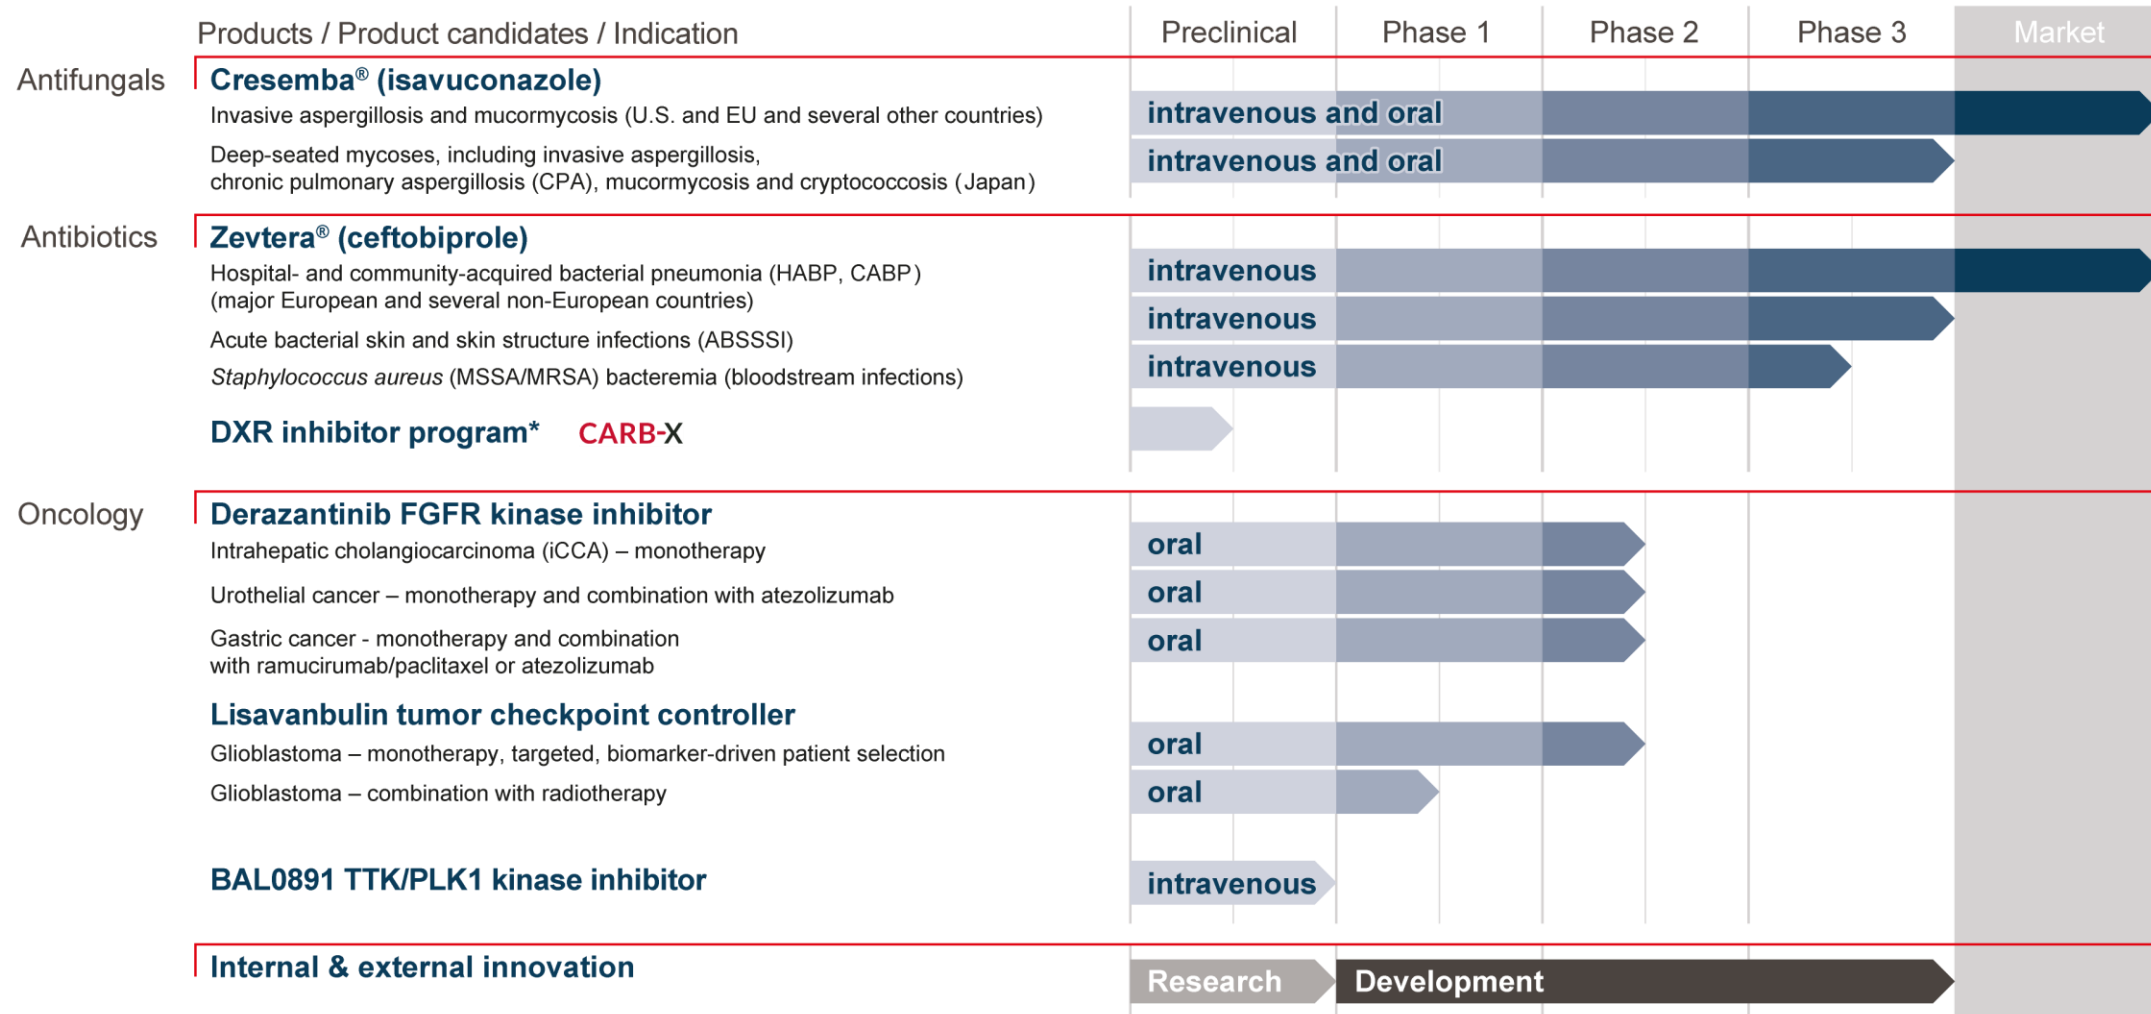 Products / Product candidates / Indication
Preclinical
Phase 1
Phase 2
Phase 3
Market
Antifungals
Cresemba® (isavuconazole)
Invasive aspergillosis and mucormycosis (U.S. and EU and several other countries)
intravenous and oral
Deep-seated mycoses, including invasive aspergillosis,
chronic pulmonary aspergillosis (CPA), mucormycosis and cryptococcosis (Japan)
intravenous and oral
Antibiotics
Zevtera® (ceftobiprole)
Hospital- and community-acquired bacterial pneumonia (HABP, CABP)
(major European and several non-European countries)
intravenous
Acute bacterial skin and skin structure infections (ABSSSI)
intravenous
Staphylococcus aureus (MSSA/MRSA) bacteremia (bloodstream infections)
intravenous
DXR inhibitor program*
CARB-X
Oncology
Derazantinib FGFR kinase inhibitor
Intrahepatic cholangiocarcinoma (iCCA) – monotherapy
oral
Urothelial cancer – monotherapy and combination with atezolizumab
oral
Gastric cancer - monotherapy and combination
with ramucirumab/paclitaxel or atezolizumab
oral
Lisavanbulin tumor checkpoint controller
Glioblastoma – monotherapy, targeted, biomarker-driven patient selection
oral
Glioblastoma – combination with radiotherapy
oral
BAL0891 TTK/PLK1 kinase inhibitor
intravenous
Internal & external innovation
Research
Development